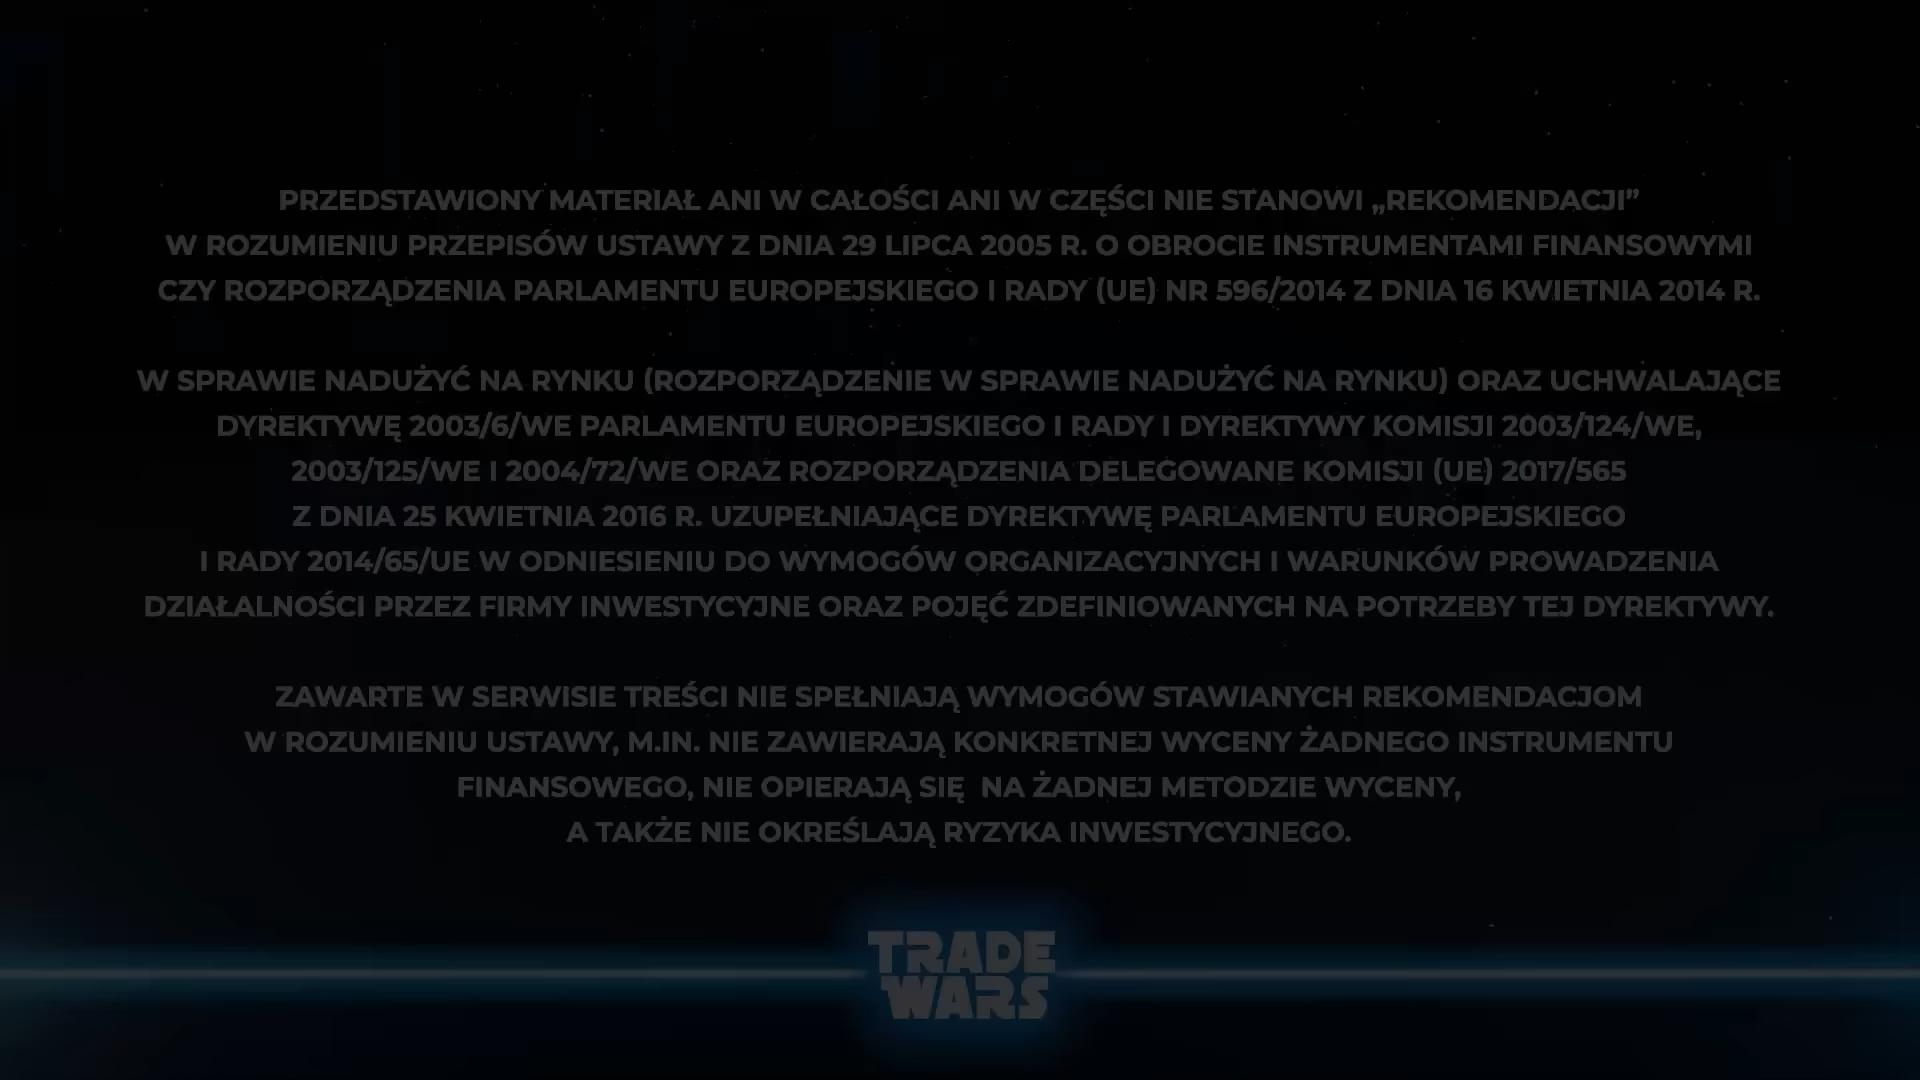 PRZEDSTAWIONY MATERIAŁ ANI W CAŁOŚCI ANI W CZĘŚCI NIE STANOWI „REKOMENDACJI”
W ROZUMIENIU PRZEPISÓW USTAWY Z DNIA 29 LIPCA 2005 R. O OBROCIE INSTRUMENTAMI FINANSOWYMI
CZY ROZPORZĄDZENIA PARLAMENTU EUROPEJSKIEGO I RADY (UE) NR 596/2014 Z DNIA 16 KWIETNIA 2014 R.
W SPRAWIE NADUŻYĆ NA RYNKU (ROZPORZĄDZENIE W SPRAWIE NADUŻYĆ NA RYNKU) ORAZ UCHWALAJĄCE
DYREKTYWĘ 2003/6/WE PARLAMENTU EUROPEJSKIEGO I RADY I DYREKTYWY KOMISJI 2003/124/WE,
2003/125/WE I 2004/72/WE ORAZ ROZPORZĄDZENIA DELEGOWANE KOMISJI (UE) 2017/565
Z DNIA 25 KWIETNIA 2016 R. UZUPEŁNIAJĄCE DYREKTYWĘ PARLAMENTU EUROPEJSKIEGO
I RADY 2014/65/UE W ODNIESIENIU DO WYMOGÓW ORGANIZACYJNYCH I WARUNKÓW PROWADZENIA
DZIAŁALNOŚCI PRZEZ FIRMY INWESTYCYJNE ORAZ POJĘĆ ZDEFINIOWANYCH NA POTRZEBY TEJ DYREKTYWY.
ZAWARTE W SERWISIE TREŚCI NIE SPEŁNIAJĄ WYMOGÓW STAWIANYCH REKOMENDACJOM
W ROZUMIENIU USTAWY, M.IN. NIE ZAWIERAJĄ KONKRETNEJ WYCENY ŻADNEGO INSTRUMENTU
FINANSOWEGO, NIE OPIERAJĄ SIĘ NA ŻADNEJ METODZIE WYCENY,
A TAKŻE NIE OKREŚLAJĄ RYZYKA INWESTYCYJNEGO.
TRADE
WARS